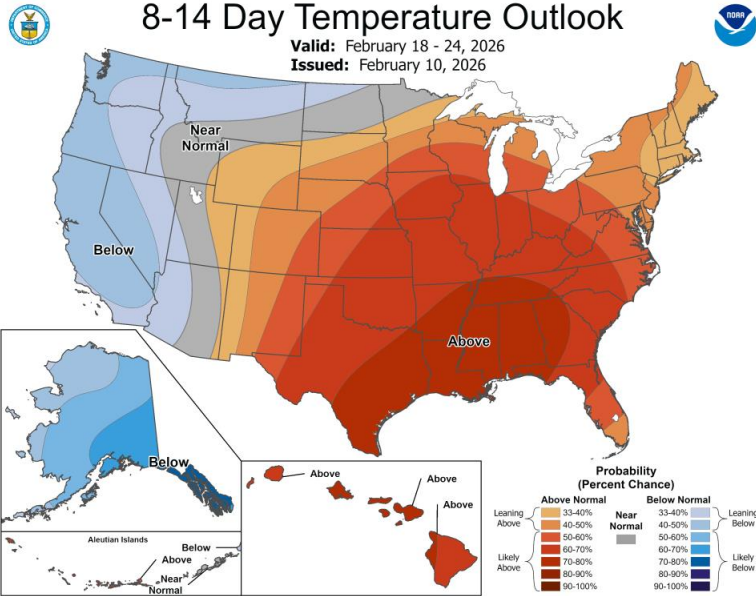 8-14 Day Temperature Outlook
Valid: February 18 - 24, 2026
Issued: February 10, 2026
NOAA
Near
Normal
Below
Above
Below
Aleutian Islands
Below
Above
Near
Normal
Above
Above
Above
Probability
(Percent Chance)
Above Normal
Below Normal
Leaning
Above
33-40%
40-50%
Likely
Above
50-60%
60-70%
70-80%
80-90%
90-100%
Near
Normal
33-40%
40-50%
Leaning
Below
50-60%
60-70%
70-80%
80-90%
90-100%
Likely
Below